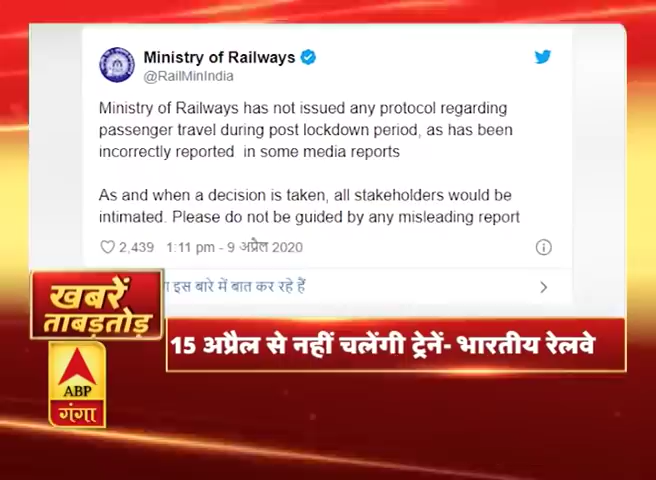 Ministry of Railways
@RailMinIndia
Ministry of Railways has not issued any protocol regarding
passenger travel during post lockdown period, as has been
incorrectly reported in some media reports
As and when a decision is taken, all stakeholders would be
intimated. Please do not be guided by any misleading report
2,439 1:11 pm - 9 अप्रैल 2020
इस बारे में बात कर रहे हैं
खबरें
ताबड़तोड़
15 अप्रैल से नहीं चलेंगी ट्रेनें- भारतीय रेलवे
ABP
गंगा